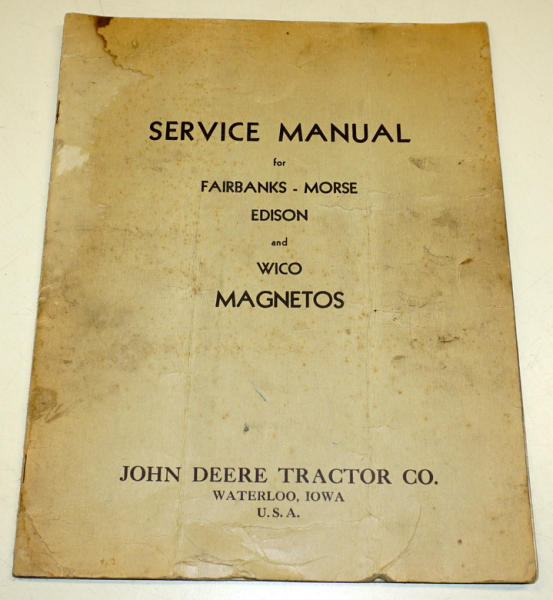 SERVICE MANUAL
for
FAIRBANKS - MORSE
EDISON
and
WICO
MAGNETOS
JOHN DEERE TRACTOR CO.
WATERLOO, IOWA
U. S. A.